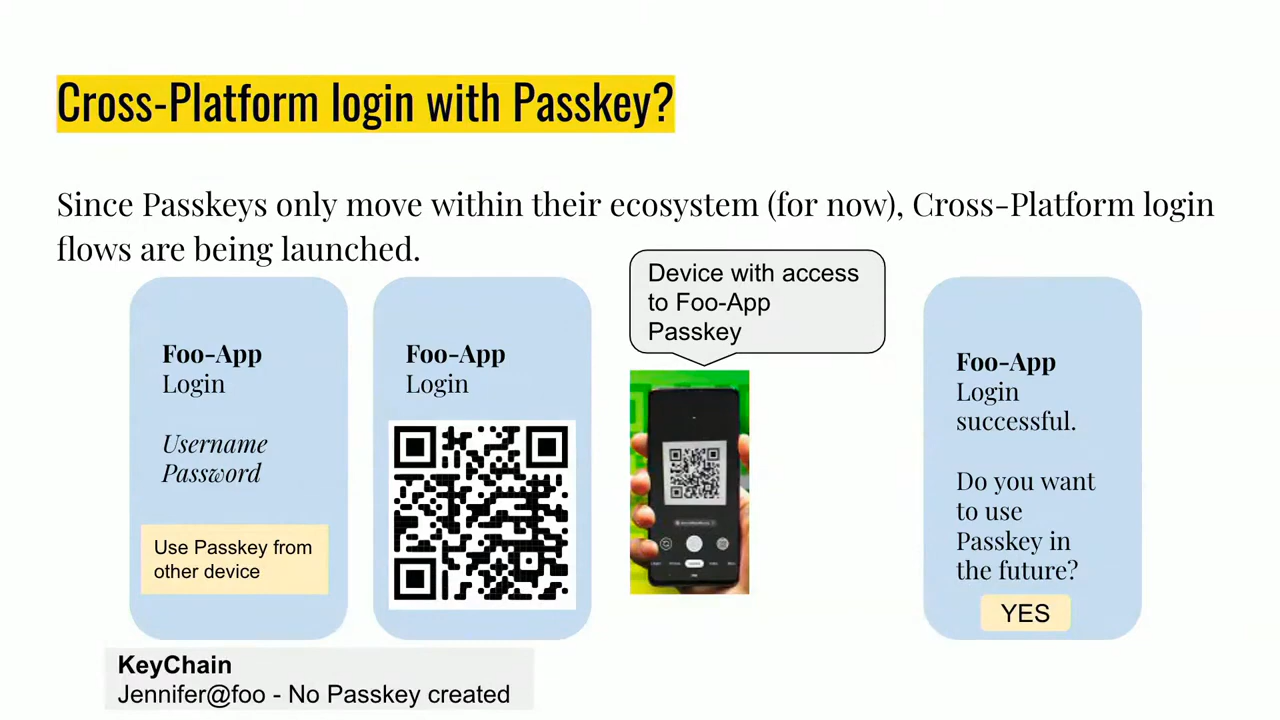 Cross-Platform login with Passkey?
Since Passkeys only move within their ecosystem (for now), Cross-Platform login
flows are being launched.
Foo-App
Login
Username
Password
Use Passkey from
other device
Foo-App
Login
Device with access
to Foo-App
Passkey
Foo-App
Login
successful.
Do you want
to use
Passkey in
the future?
YES
KeyChain
Jennifer@foo - No Passkey created